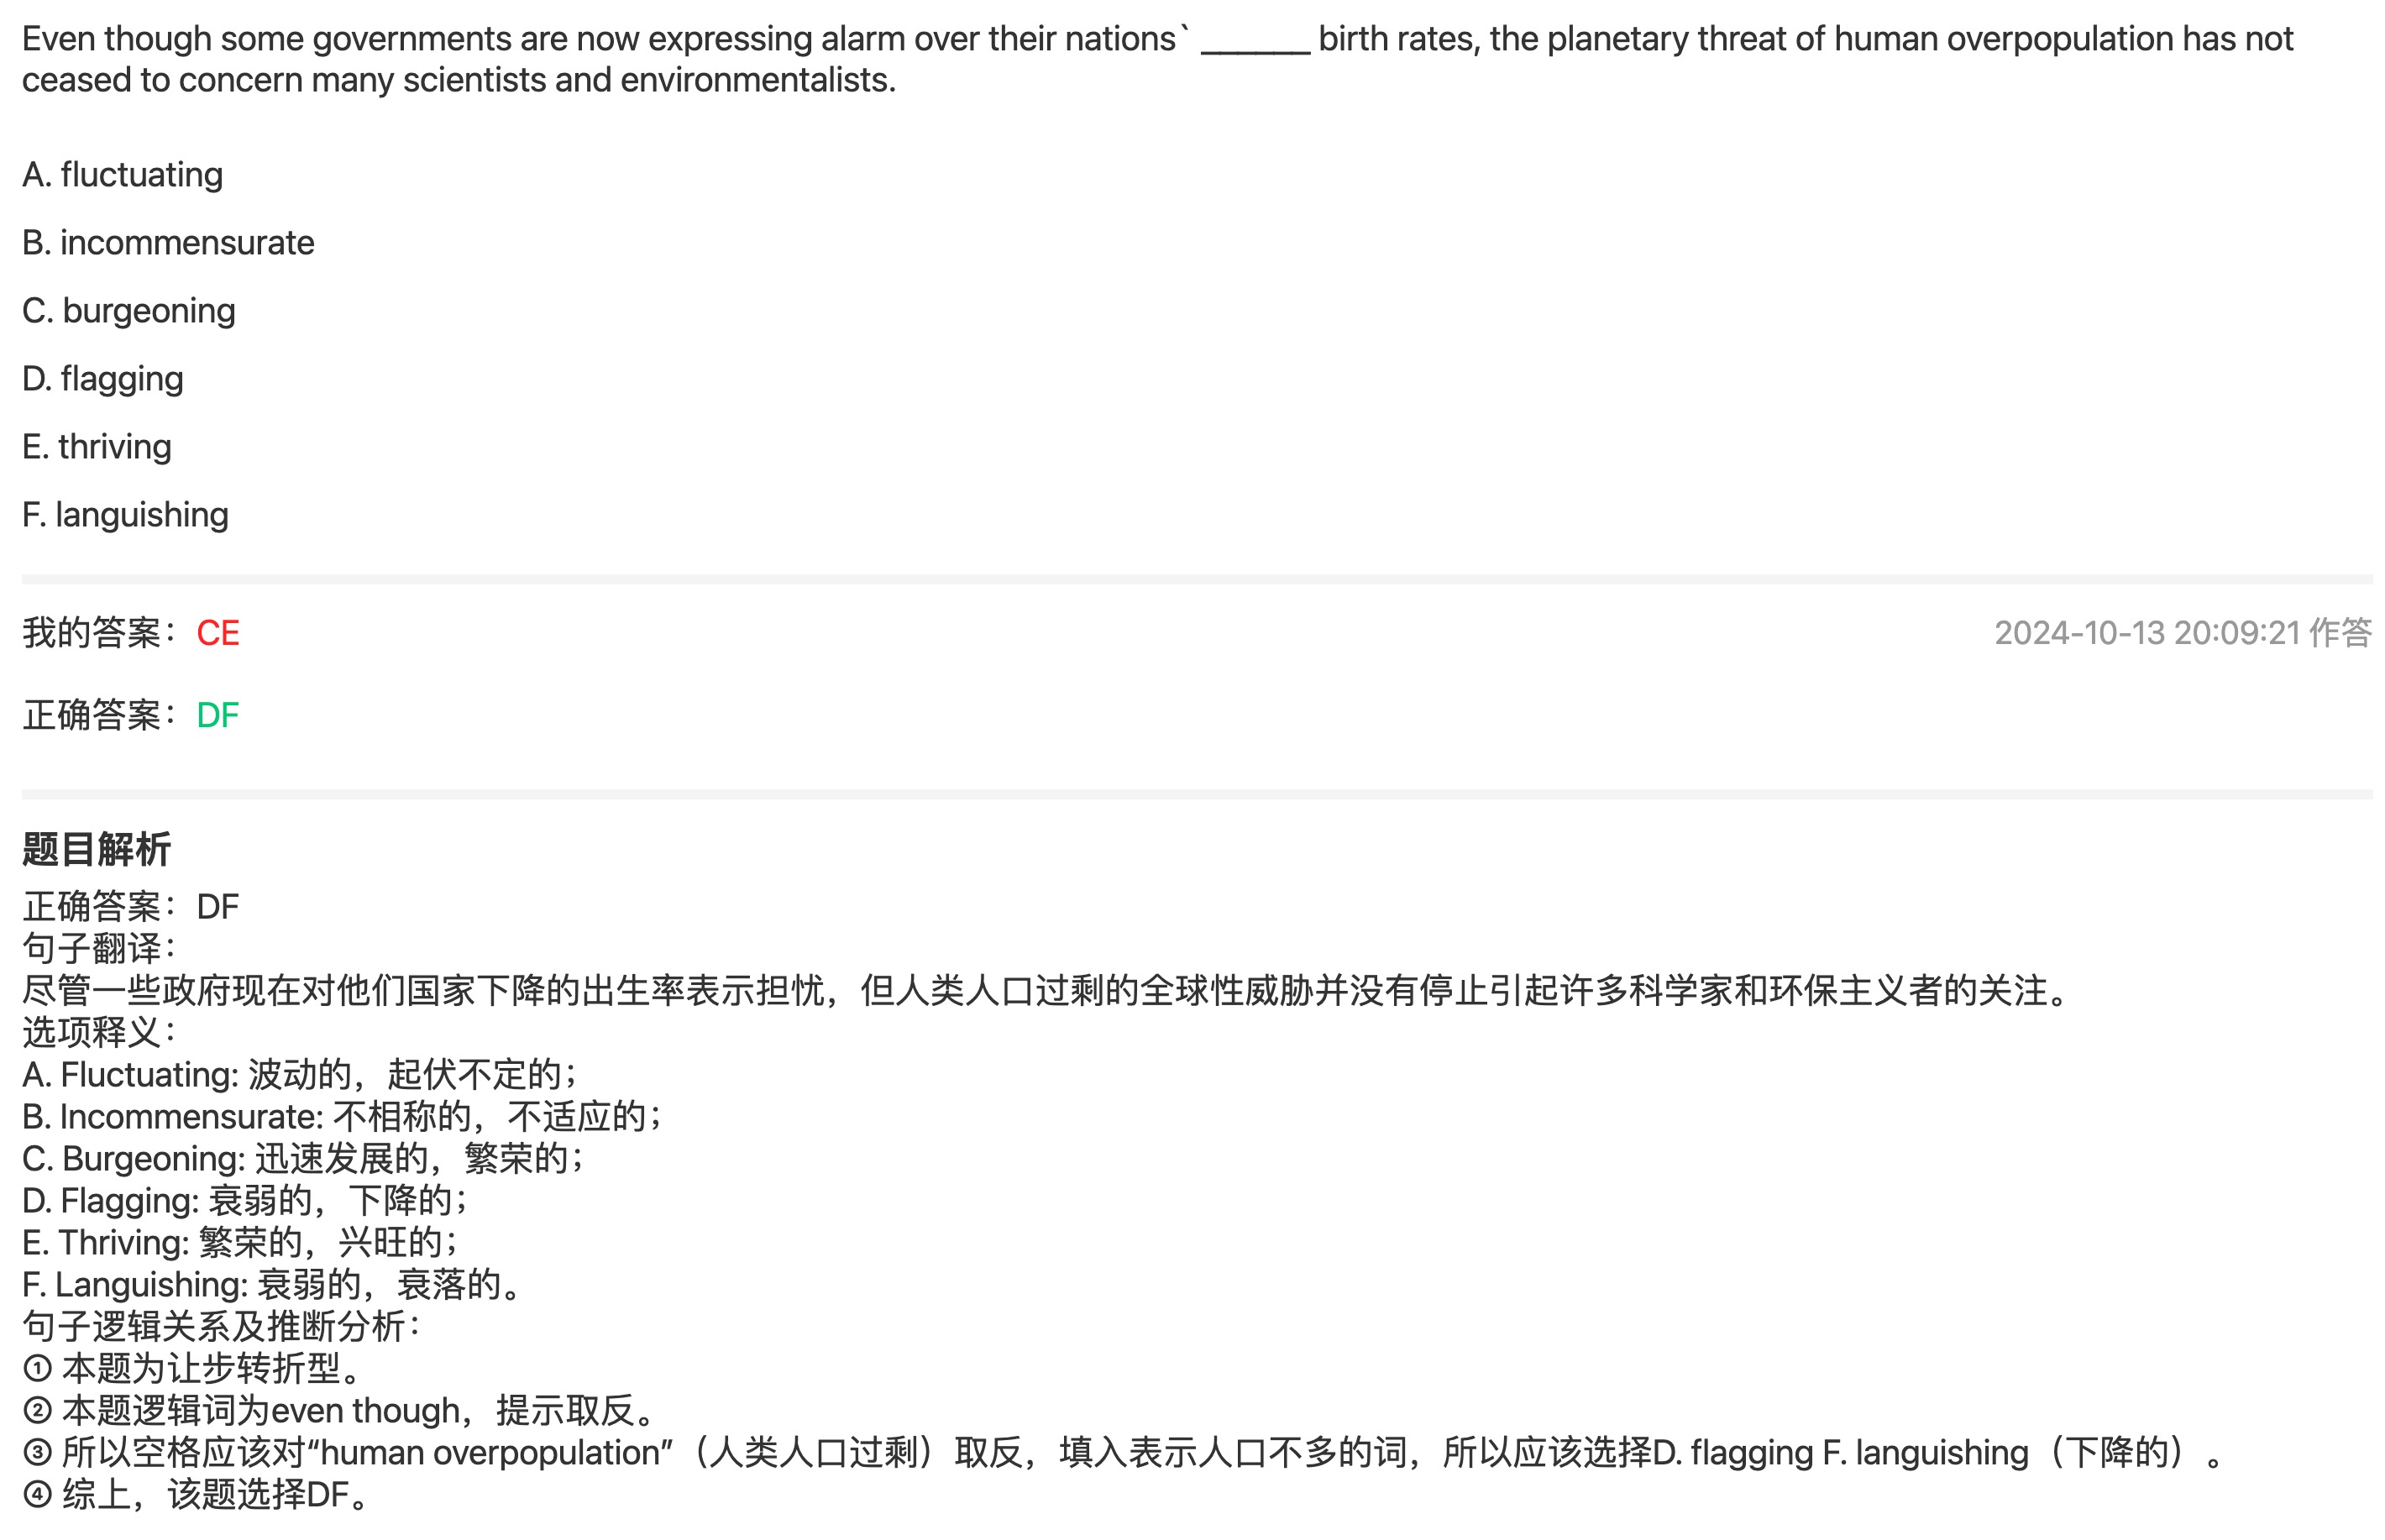 Even though some governments are now expressing alarm over their nations` ______ birth rates, the planetary threat of human overpopulation has not
ceased to concern many scientists and environmentalists.
A. fluctuating
B. incommensurate
C. burgeoning
D. flagging
E. thriving
F. languishing
我的答案：CE
2024-10-13 20:09:21 作答
正确答案：DF
题目解析
正确答案：DF
句子翻译：
尽管一些政府现在对他们国家下降的出生率表示担忧，但人类人口过剩的全球性威胁并没有停止引起许多科学家和环保主义者的关注。
选项释义：
A. Fluctuating: 波动的，起伏不定的；
B. Incommensurate: 不相称的，不适应的；
C. Burgeoning: 迅速发展的，繁荣的；
D. Flagging: 衰弱的，下降的；
E. Thriving: 繁荣的，兴旺的；
F. Languishing: 衰弱的，衰落的。
句子逻辑关系及推断分析：
① 本题为让步转折型。
② 本题逻辑词为even though，提示取反。
③ 所以空格应该对“human overpopulation”（人类人口过剩）取反，填入表示人口不多的词，所以应该选择D. flagging F. languishing（下降的）。
④ 综上，该题选择DF。